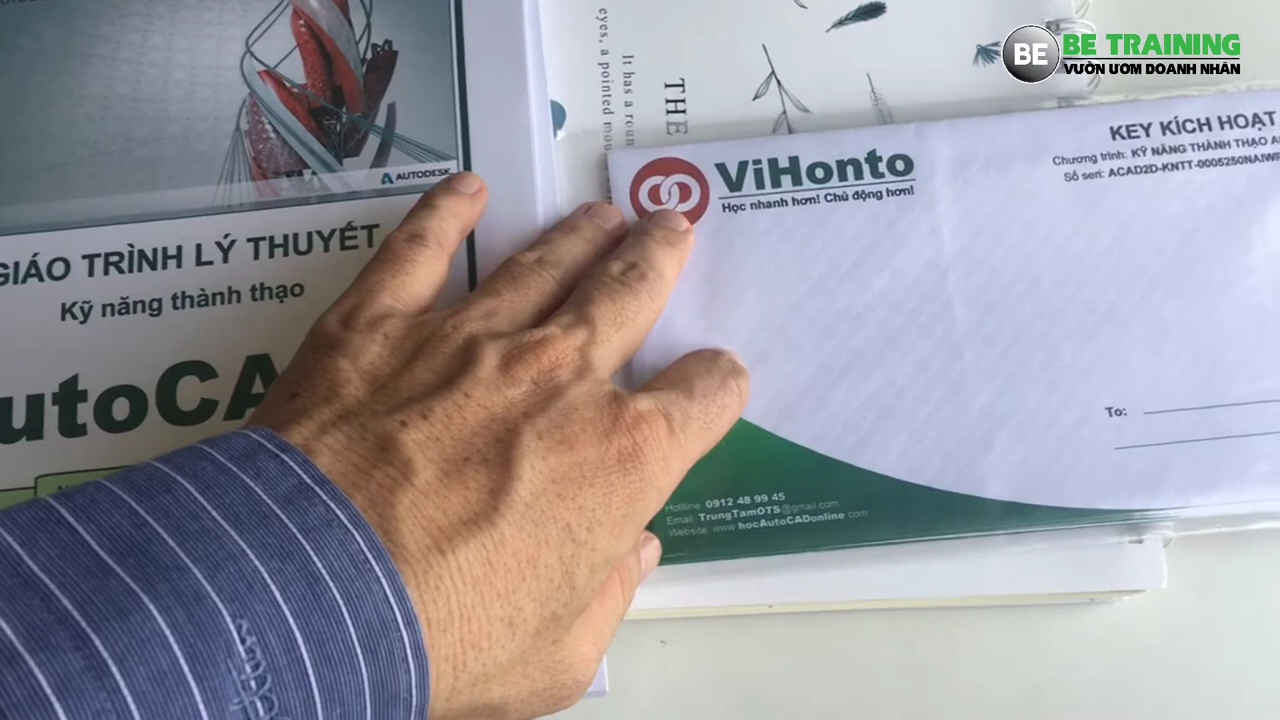 BE
BE TRAINING
VƯỜN ƯƠM DOANH NHÂN
AUTODESK
GIÁO TRÌNH LÝ THUYẾT
Kỹ năng thành thạo
utoCA
It has a roun
eyes, a pointed mou
THE
ViHonto
Học nhanh hơn! Chủ động hơn!
KEY KÍCH HOẠT
Chương trình: KỸ NĂNG THÀNH THẠO A
Số seri: ACAD2D-KNTT-0005250NAIW
To:
Hotline: 0912 48 99 45
Email: TrungTamOTS@gmail.com
Website: www.hocAutoCADonline.com